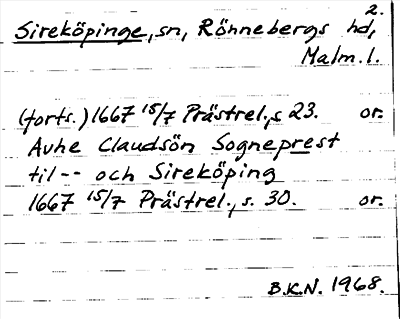 2.
Sireköpinge, sn, Rönnebergs hd,
Malm. l.
(forts.) 1667 15/7 Prästrel., s 23. or.
Avhe Claudsön Sogneprest
til -- och Sireköping
1667 15/7 Prästrel., s. 30. or.
B.K.N. 1968.